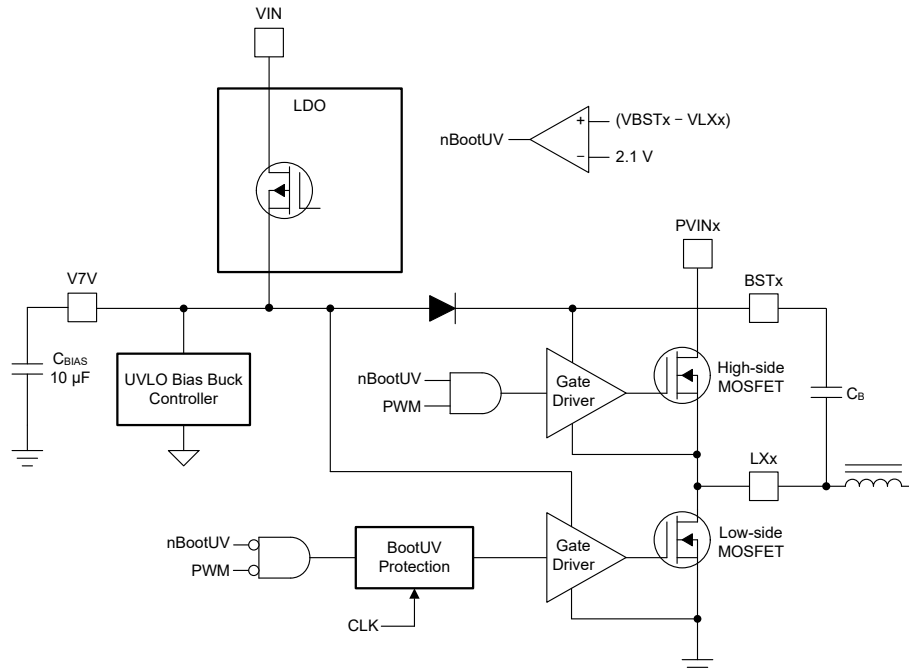 VIN
LDO
nBootUV
+
(VBSTx − VLXx)
−
2.1 V
PVINx
V7V
BSTx
CBIAS
10 µF
UVLO Bias Buck
Controller
nBootUV
PWM
Gate
Driver
High-side
MOSFET
CB
LXx
nBootUV
PWM
BootUV
Protection
Gate
Driver
Low-side
MOSFET
CLK